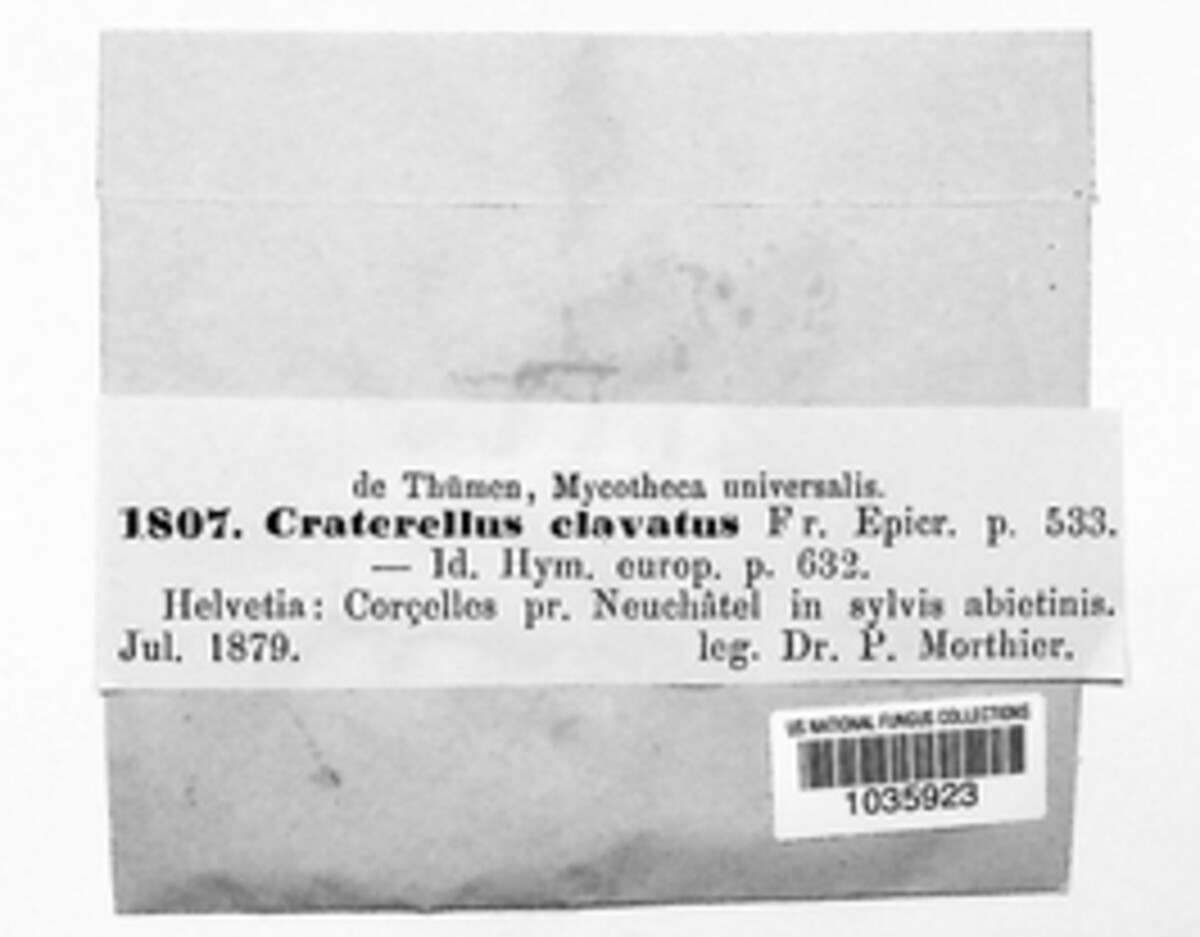 de Thümen, Mycotheca universalis.
1807. Craterellus clavatus Fr. Epicr. p. 533.
— Id. Hym. europ. p. 632.
Helvetia: Corçelles pr. Neuchâtel in sylvis abietinis.
Jul. 1879. leg. Dr. P. Morthier.
US NATIONAL FUNGUS COLLECTIONS
1035923